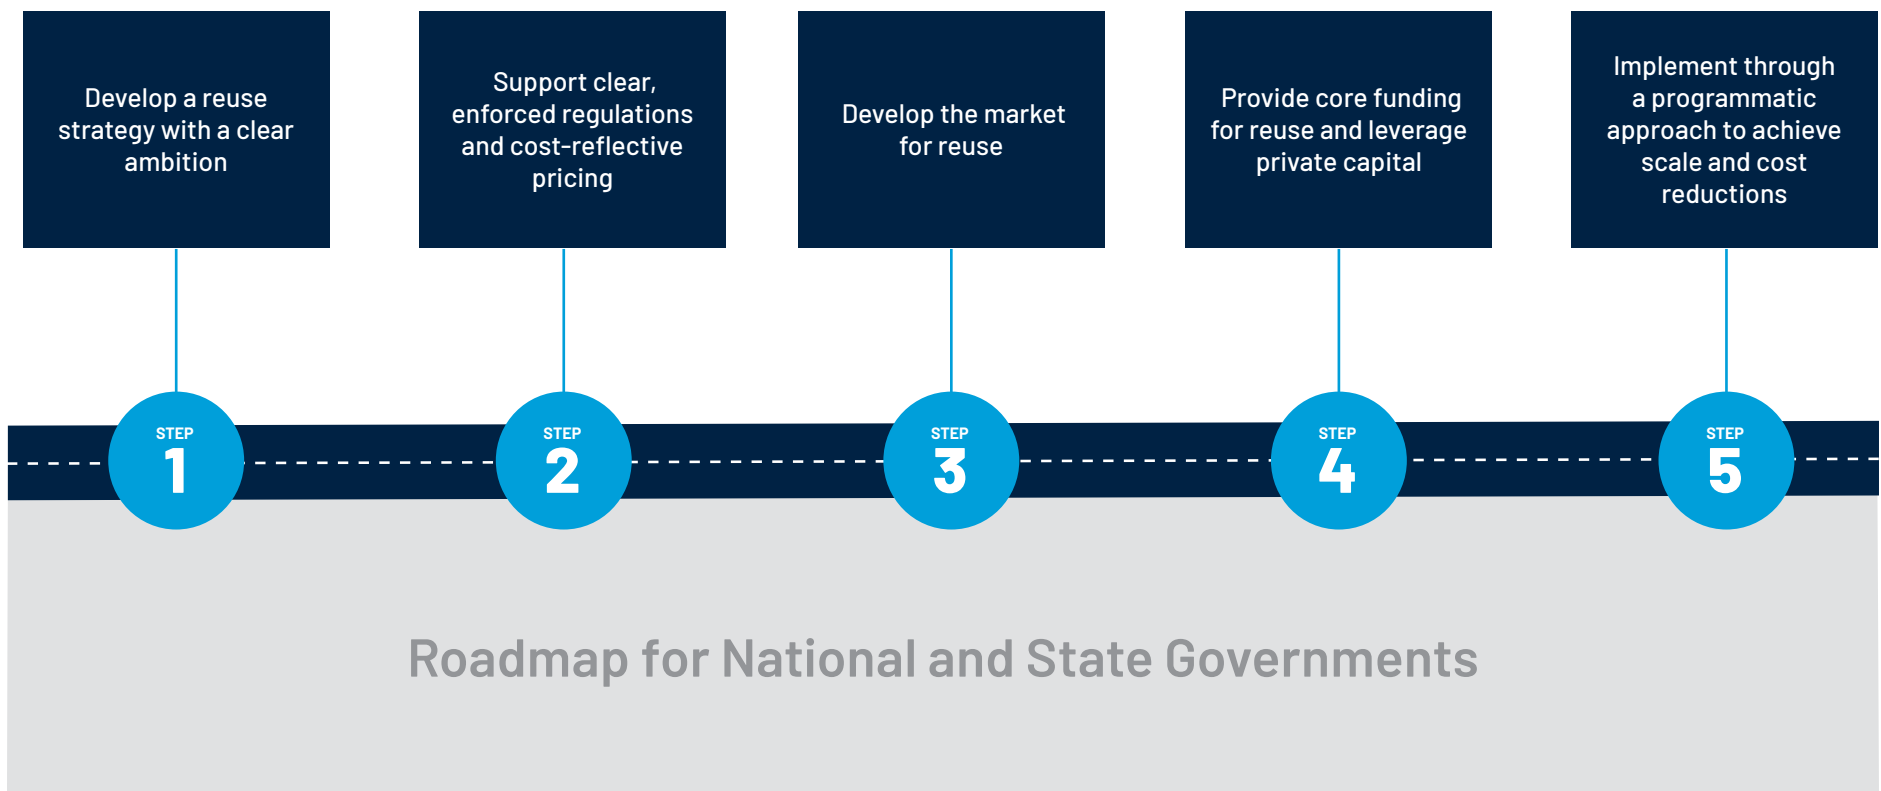 Develop a reuse
strategy with a clear
ambition
Support clear,
enforced regulations
and cost-reflective
pricing
Develop the market
for reuse
Provide core funding
for reuse and leverage
private capital
Implement through
a programmatic
approach to achieve
scale and cost
reductions
STEP
1
STEP
2
STEP
3
STEP
4
STEP
5
Roadmap for National and State Governments